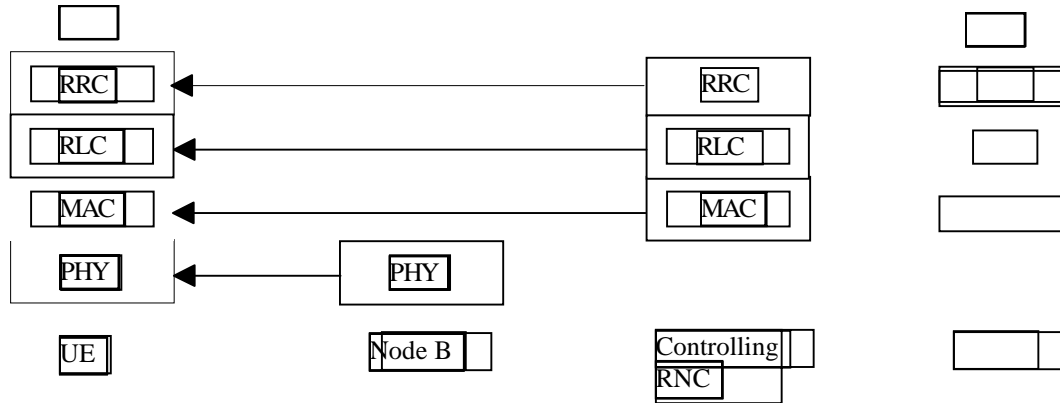 RRC RRC
RLC RLC
MAC MAC
PHY PHY
UE Node B Controlling
RNC